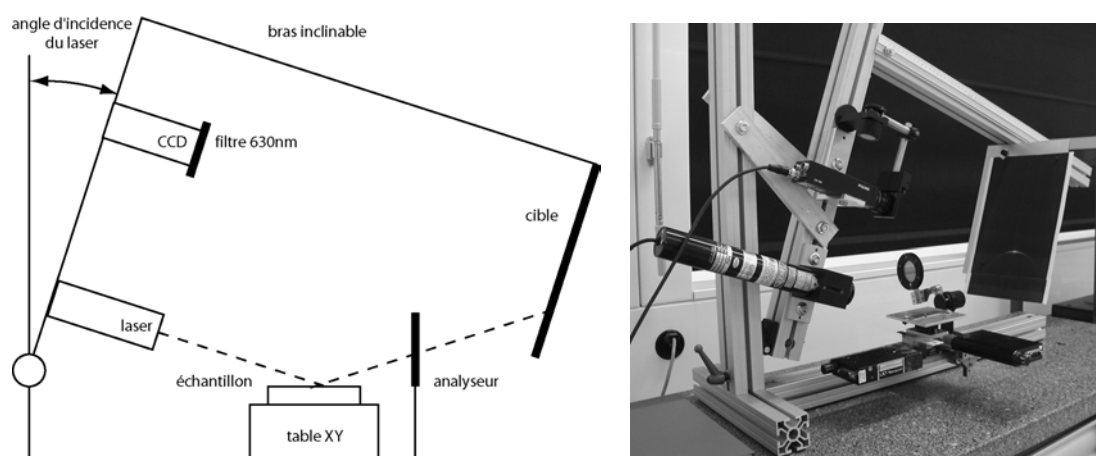 angle d'incidence
du laser
bras inclinable
CCD
filtre 630nm
cible
laser
échantillon
analyseur
table XY